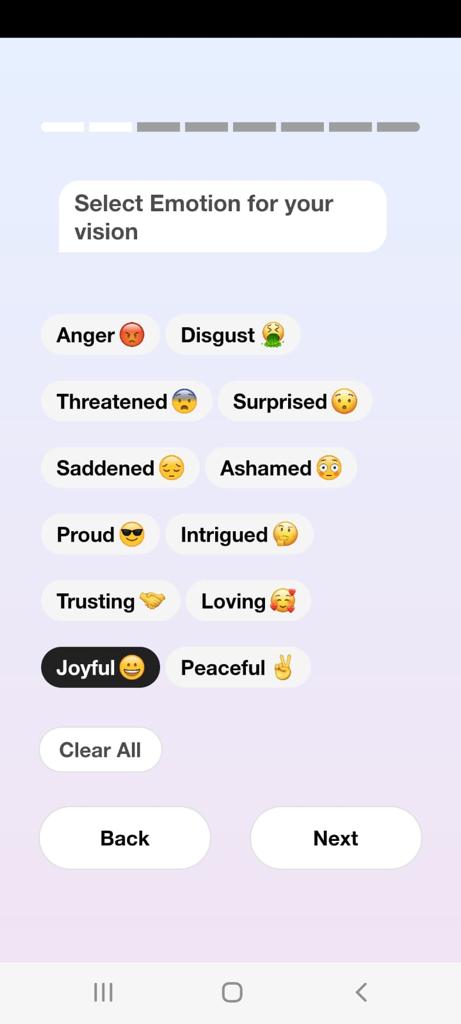 Select Emotion for your
vision
Anger 😡 Disgust 🤮
Threatened 😨 Surprised 😯
Saddened 😔 Ashamed 😳
Proud 😎 Intrigued 🤔
Trusting 🤝 Loving 🥰
Joyful 😀 Peaceful ✌️
Clear All
Back Next